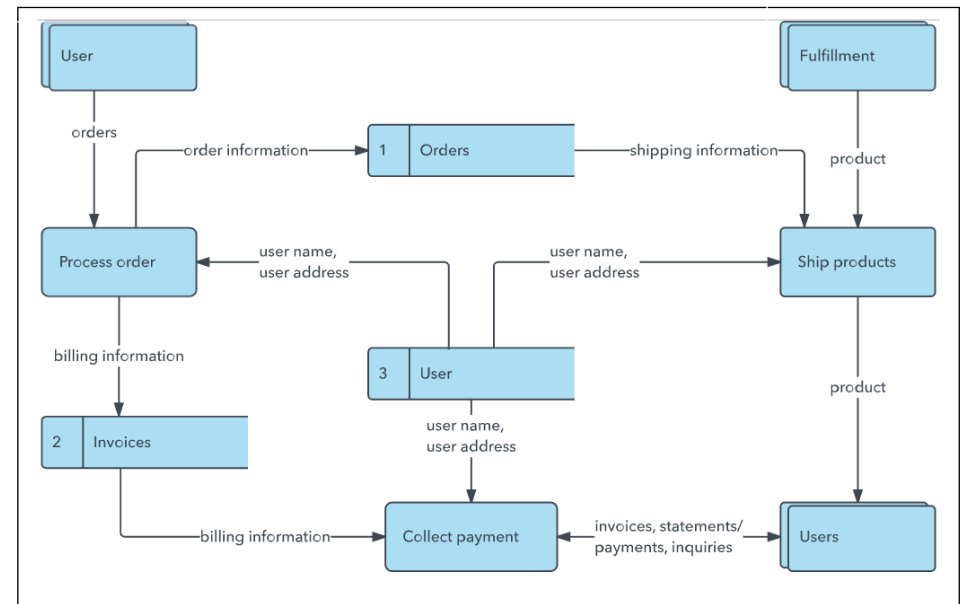 User
Fulfillment
orders
order information
1 Orders
shipping information
product
Process order
user name,
user address
user name,
user address
Ship products
billing information
3 User
product
2 Invoices
user name,
user address
billing information
Collect payment
invoices, statements/
payments, inquiries
Users